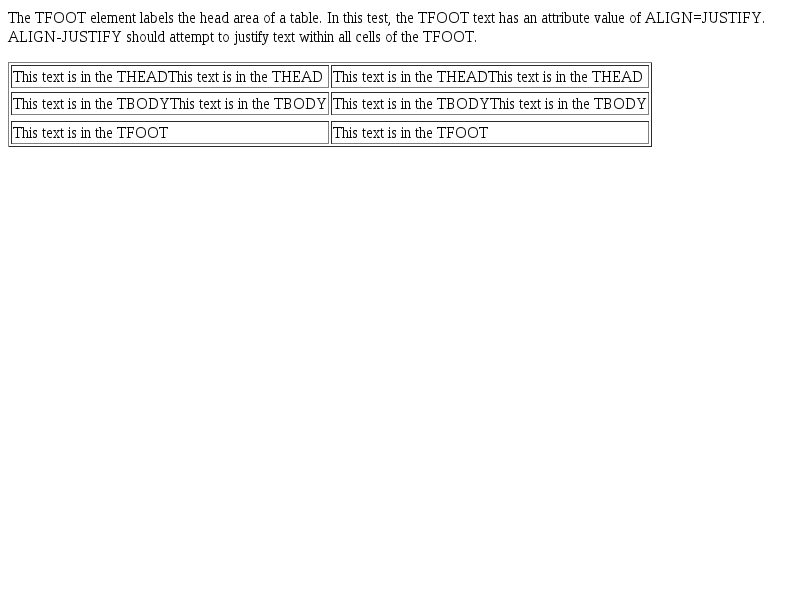 The TFOOT element labels the head area of a table. In this test, the TFOOT text has an attribute value of ALIGN=JUSTIFY.
ALIGN-JUSTIFY should attempt to justify text within all cells of the TFOOT.
This text is in the THEADThis text is in the THEAD This text is in the THEADThis text is in the THEAD
This text is in the TBODYThis text is in the TBODY This text is in the TBODYThis text is in the TBODY
This text is in the TFOOT This text is in the TFOOT